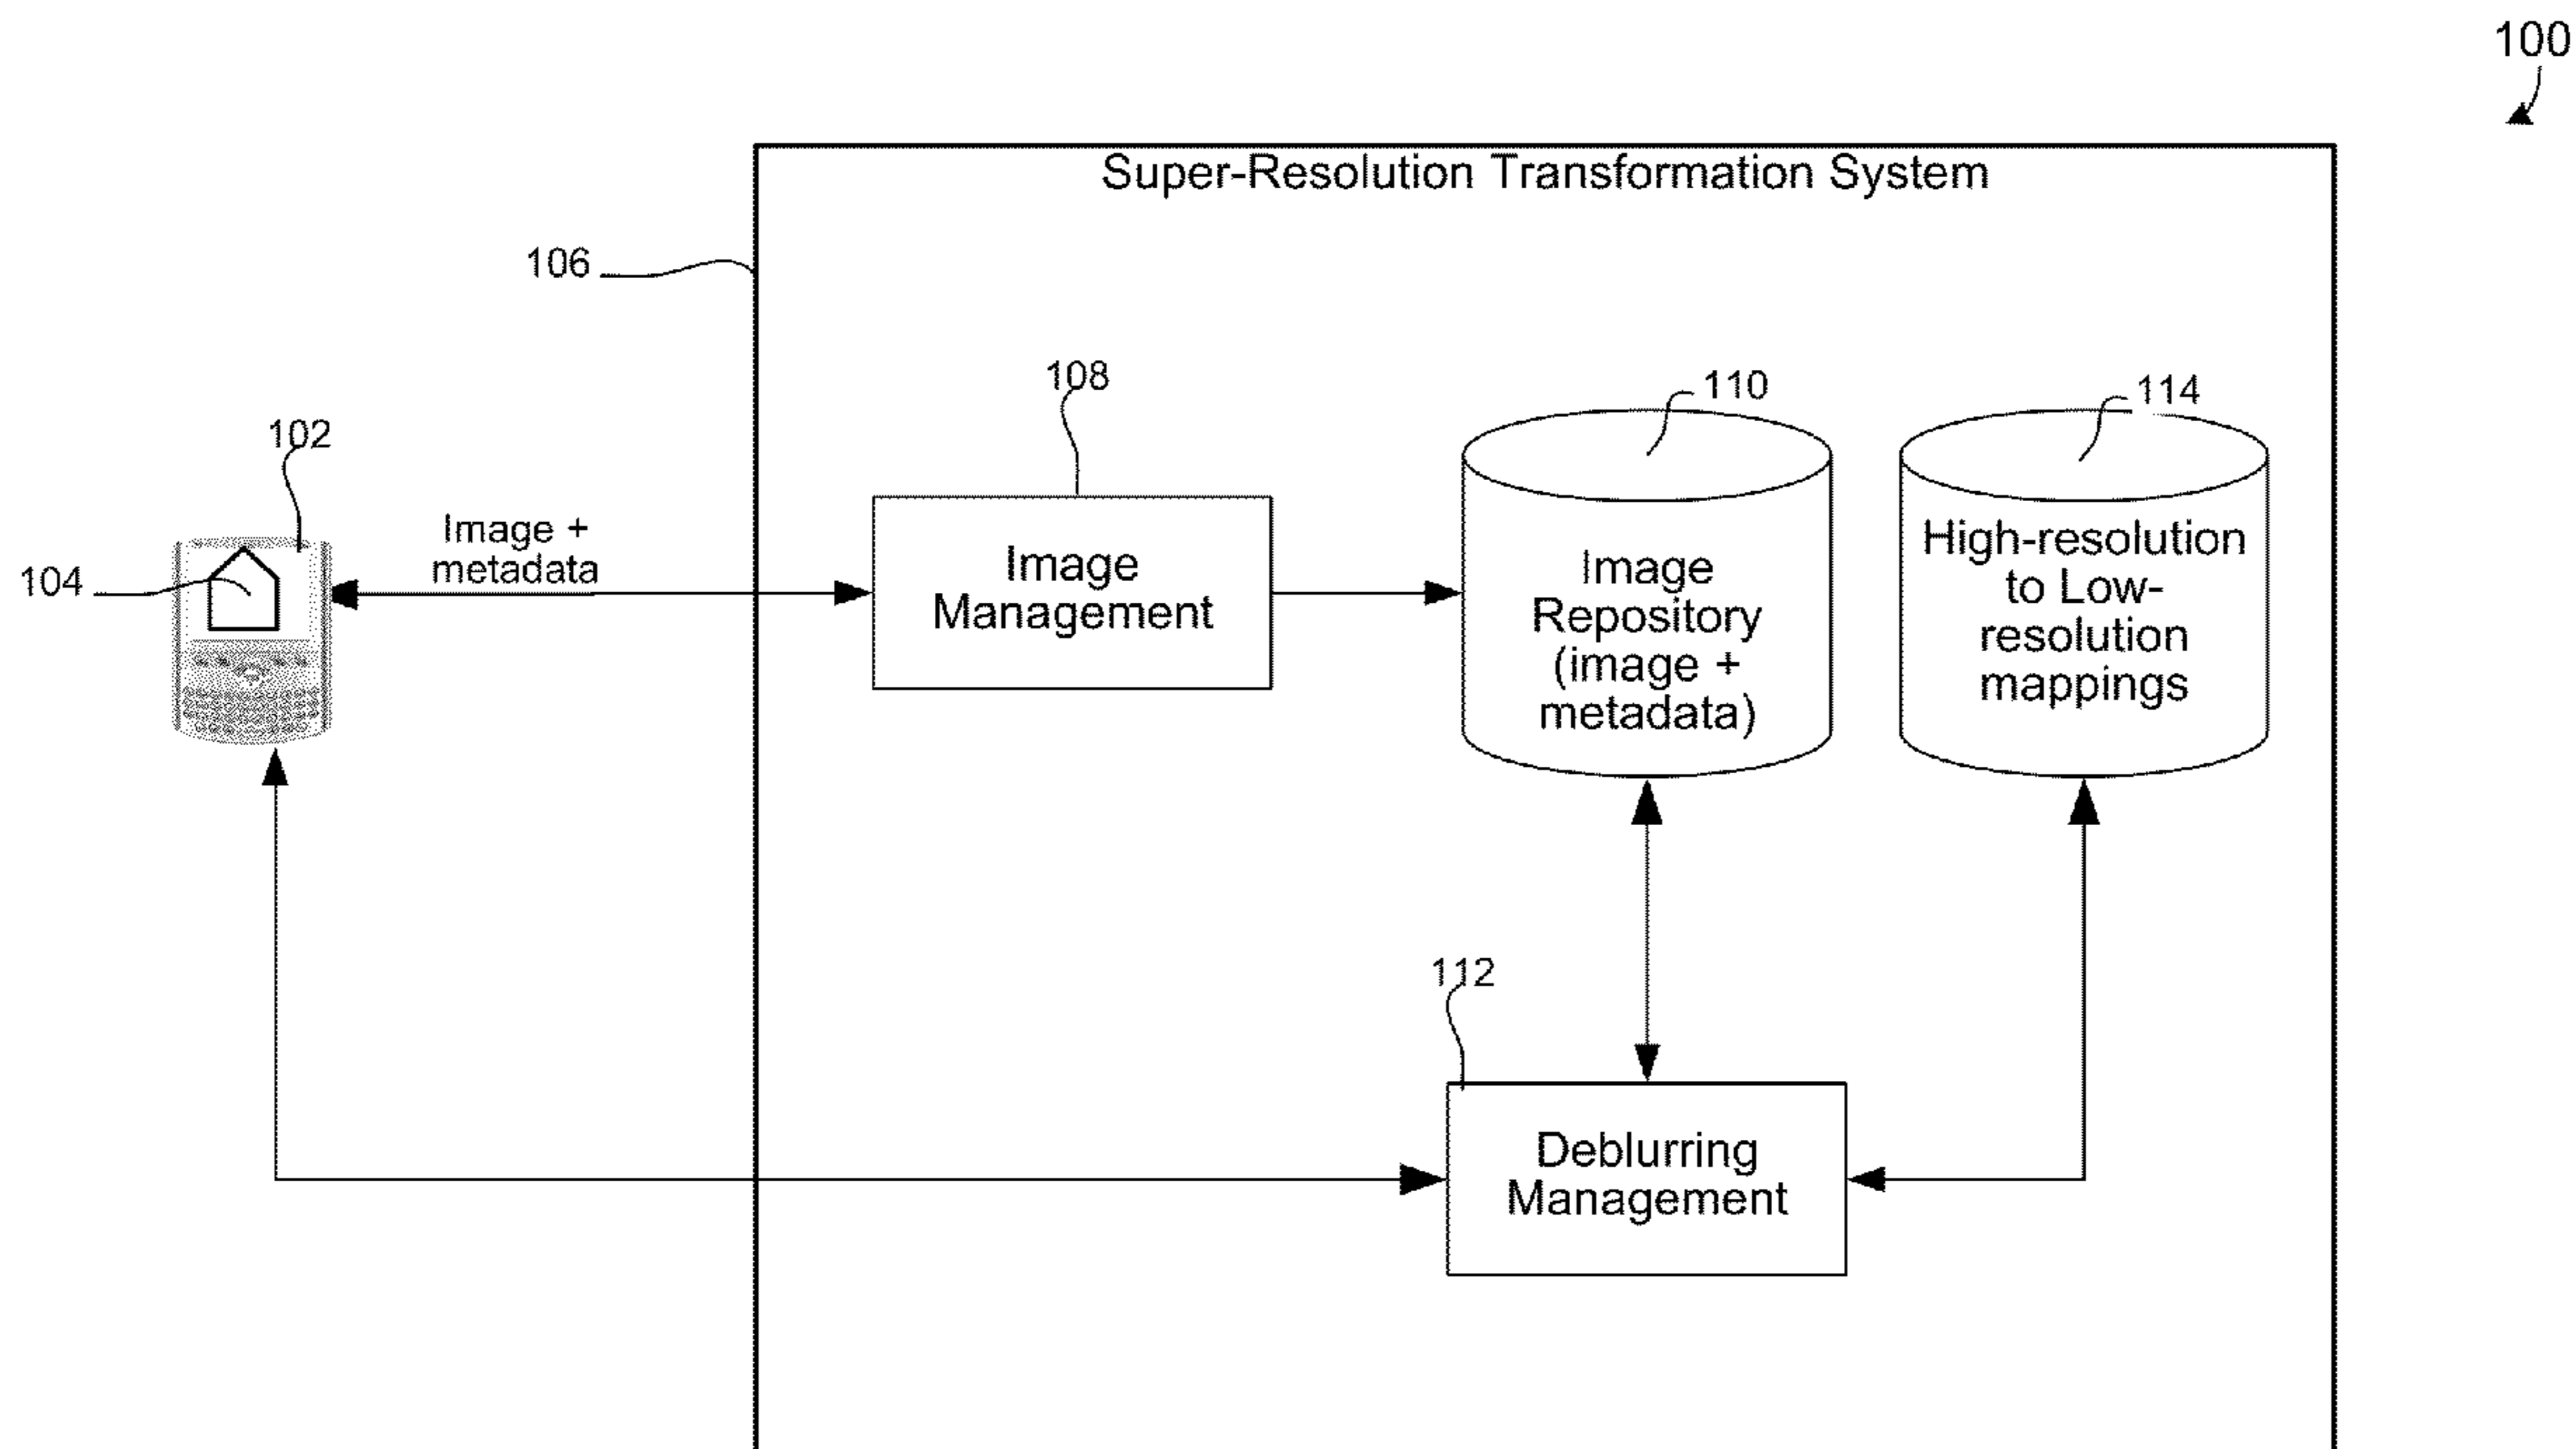 100
Super-Resolution Transformation System
106
108
110
114
102
104
Image +
metadata
Image
Management
Image
Repository
(image +
metadata)
High-resolution
to Low-
resolution
mappings
112
Deblurring
Management